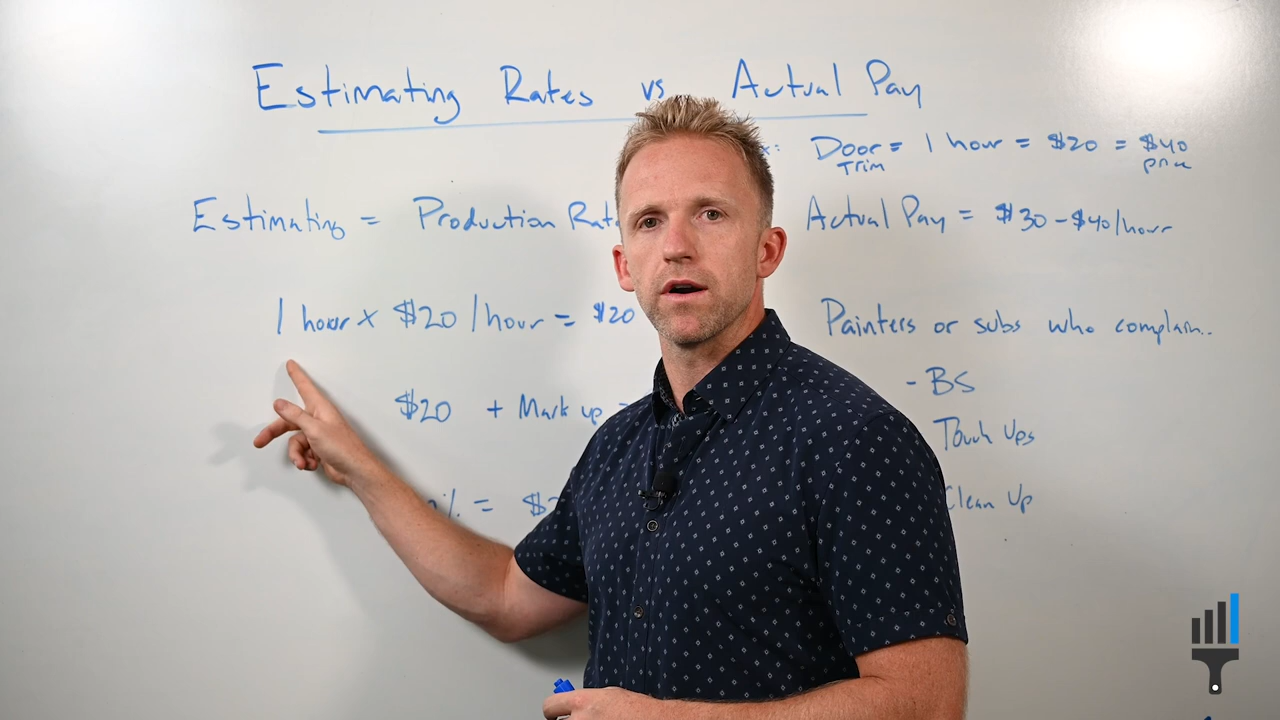 Estimating Rates vs Actual Pay
Door = 1 hour = $20 = $40
Trim price
Estimating = Production Rat
Actual Pay = $30-$40/hour
1 hour x $20/hour = $20
Painters or subs who complain..
$20 + Mark up =
- BS
Touch Ups
% = $
Clean Up